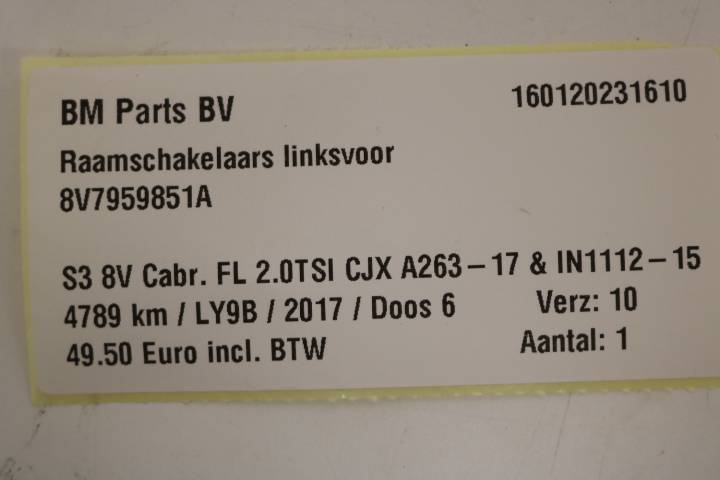 BM Parts BV 160120231610
Raamschakelaars linksvoor
8V7959851A
S3 8V Cabr. FL 2.0TSI CJX A263-17 & IN1112-15
4789 km / LY9B / 2017 / Doos 6 Verz: 10
49.50 Euro incl. BTW Aantal: 1